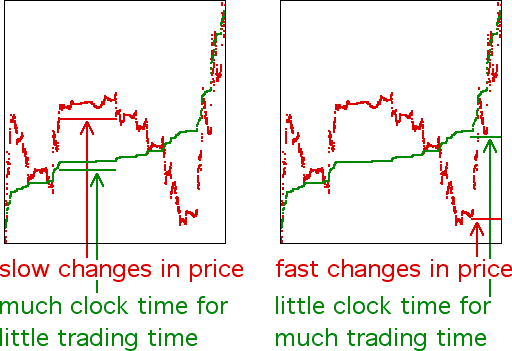 slow changes in price
much clock time for
little trading time
fast changes in price
little clock time for
much trading time